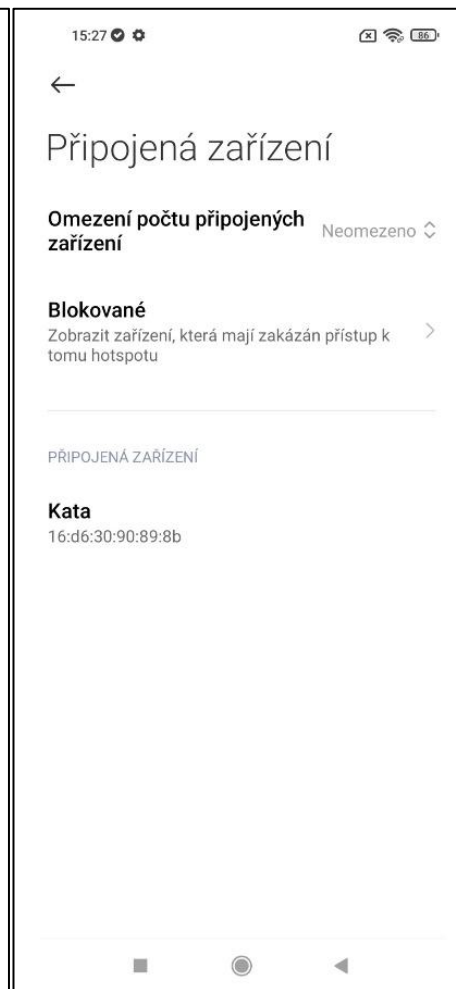 15:27
86
Připojená zařízení
Omezení počtu připojených
zařízení
Neomezeno
Blokované
Zobrazit zařízení, která mají zakázán přístup k
tomu hotspotu
PŘIPOJENÁ ZAŘÍZENÍ
Kata
16:d6:30:90:89:8b